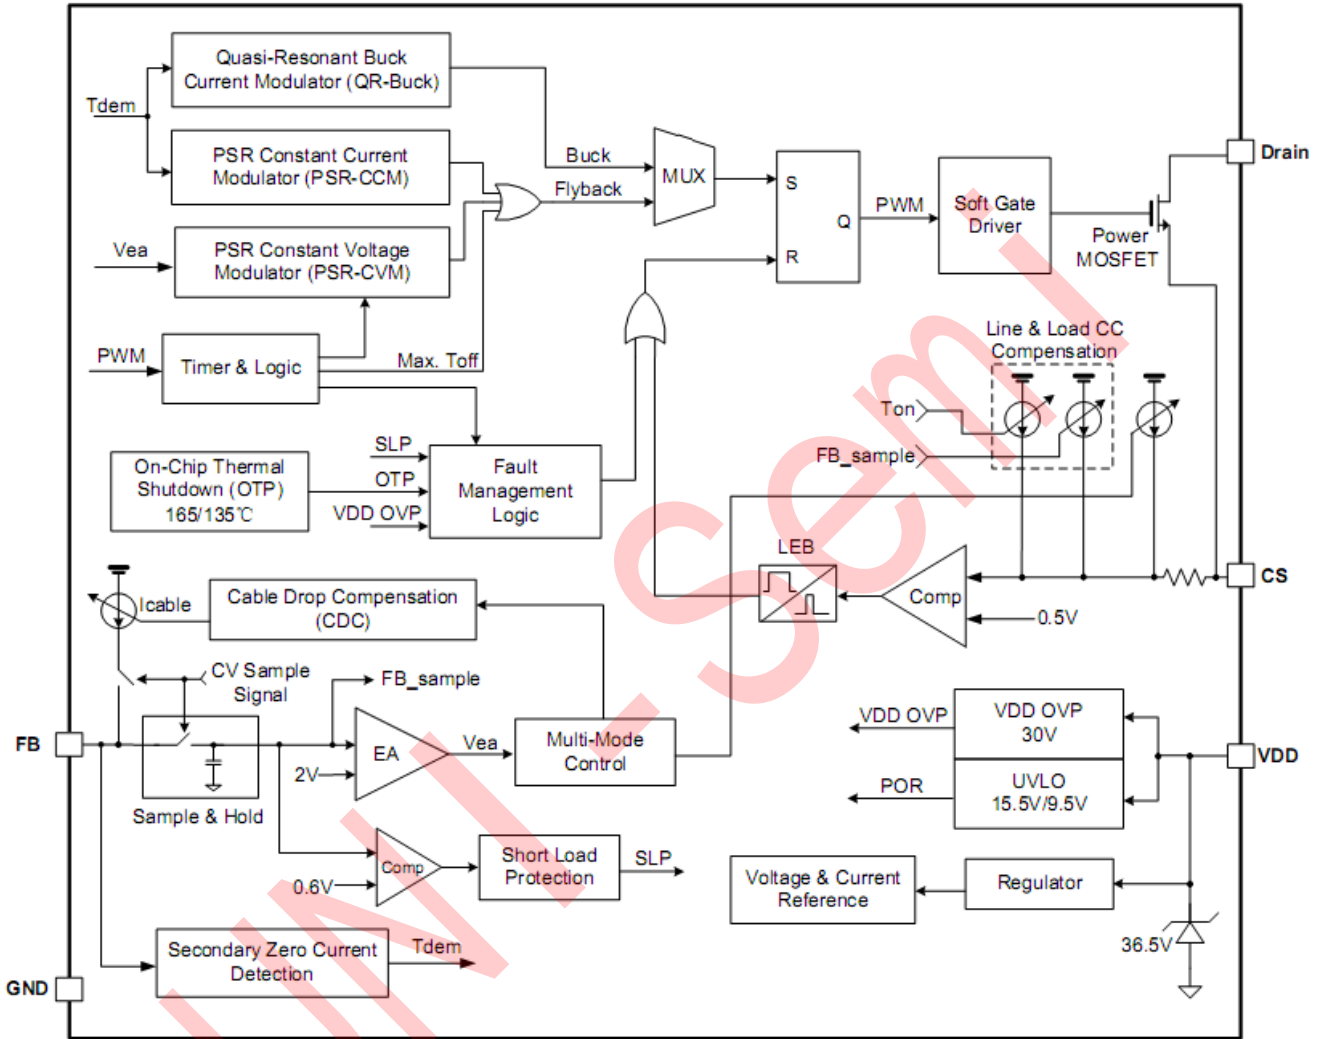 Quasi-Resonant Buck
Current Modulator (QR-Buck)
Tdem
PSR Constant Current
Modulator (PSR-CCM)
Buck
Flyback
MUX
S
R
Q
PWM
Soft Gate
Driver
Power
MOSFET
Drain
Vea
PSR Constant Voltage
Modulator (PSR-CVM)
PWM
Timer & Logic
Max. Toff
Line & Load CC
Compensation
Ton
FB_sample
SLP
OTP
VDD OVP
Fault
Management
Logic
On-Chip Thermal
Shutdown (OTP)
165/135℃
LEB
Comp
0.5V
CS
Icable
Cable Drop Compensation
(CDC)
CV Sample
Signal
FB_sample
FB
EA
2V
Vea
Multi-Mode
Control
Sample & Hold
VDD OVP
VDD OVP
30V
POR
UVLO
15.5V/9.5V
VDD
Comp
0.6V
Short Load
Protection
SLP
Voltage & Current
Reference
Regulator
36.5V
Secondary Zero Current
Detection
Tdem
GND
UNI-semi